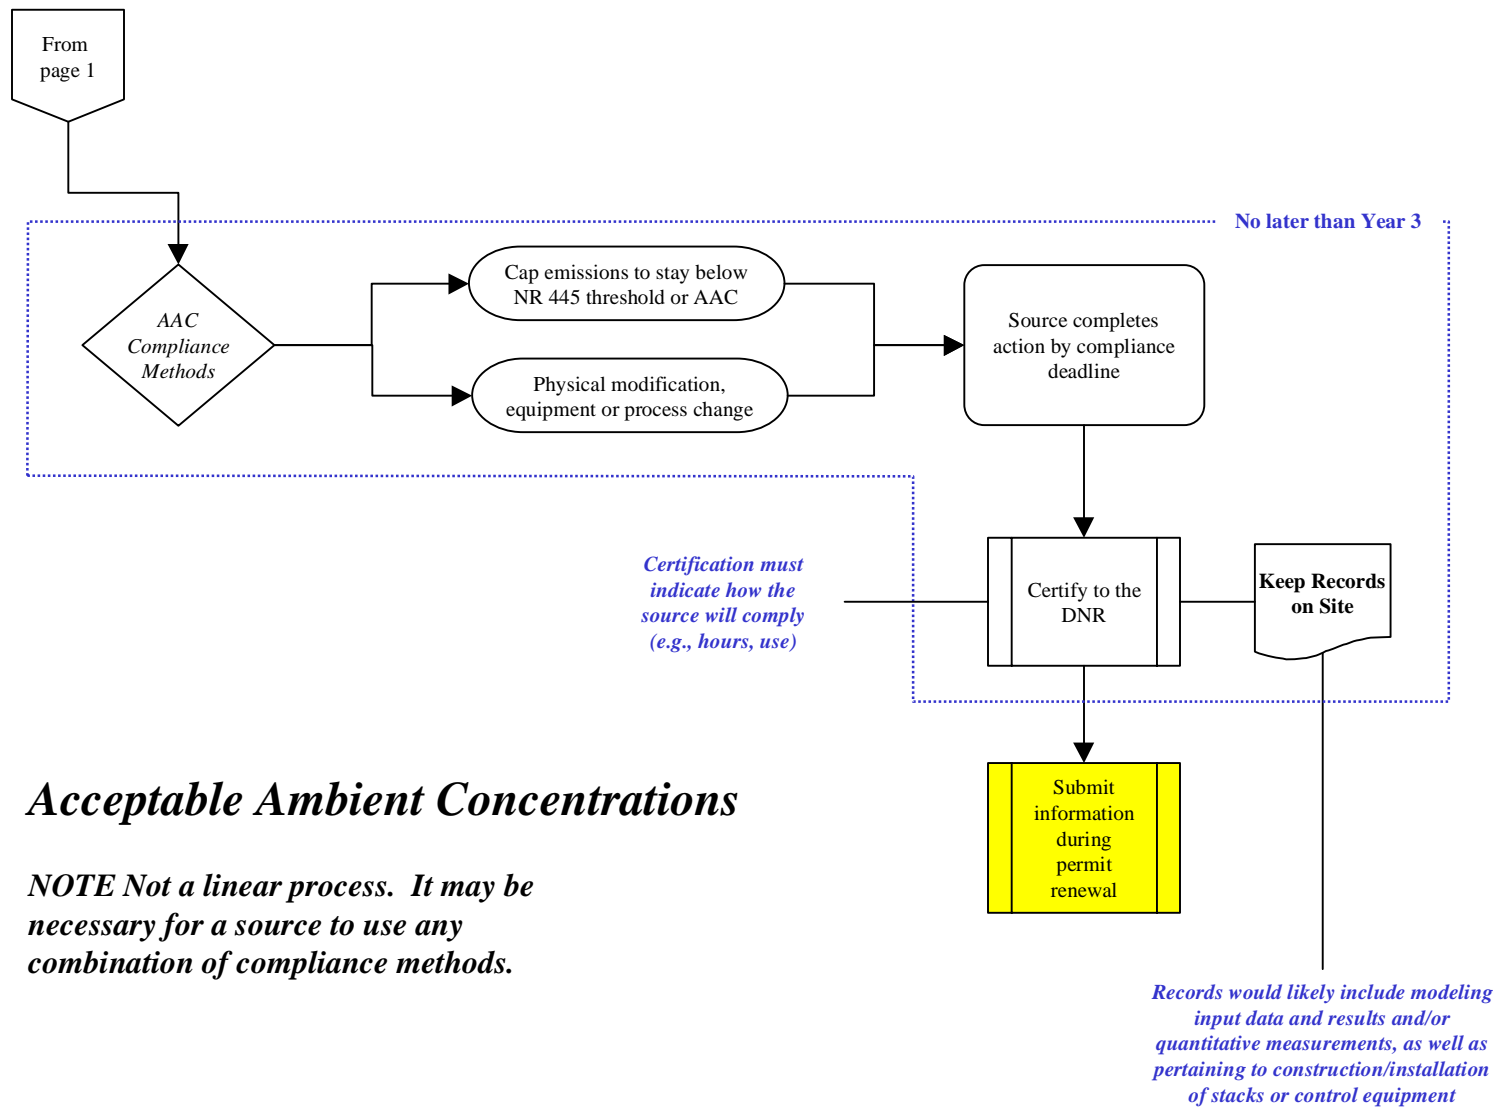 From
page 1
No later than Year 3
AAC
Compliance
Methods
Cap emissions to stay below
NR 445 threshold or AAC
Physical modification,
equipment or process change
Source completes
action by compliance
deadline
Certification must
indicate how the
source will comply
(e.g., hours, use)
Certify to the
DNR
Keep Records
on Site
Submit
information
during
permit
renewal
Acceptable Ambient Concentrations
NOTE Not a linear process.  It may be
necessary for a source to use any
combination of compliance methods.
Records would likely include modeling
input data and results and/or
quantitative measurements, as well as
pertaining to construction/installation
of stacks or control equipment